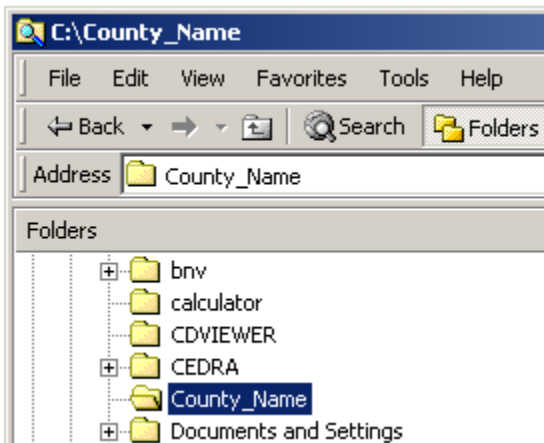 C:\County_Name
File Edit View Favorites Tools Help
Back Search Folders
Address County_Name
Folders
bnv
calculator
CDVIEWER
CEDRA
County_Name
Documents and Settings